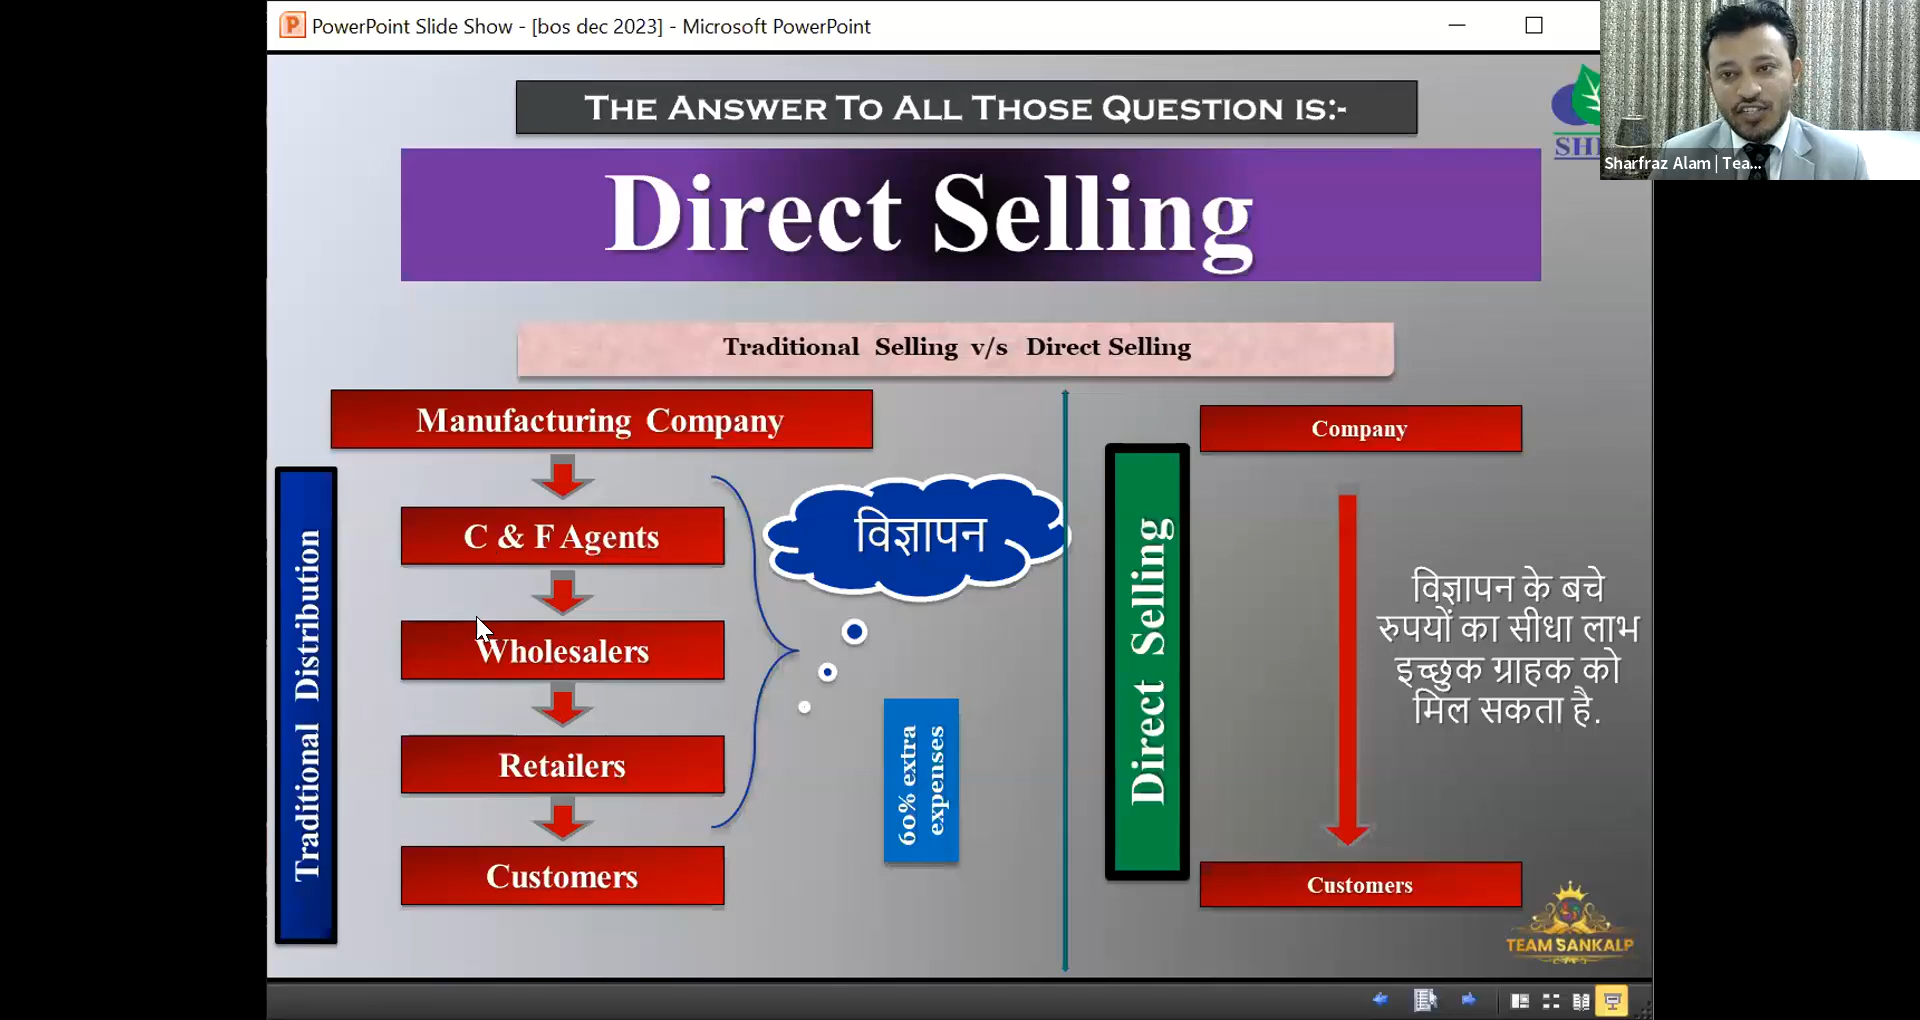 PowerPoint Slide Show - [bos dec 2023] - Microsoft PowerPoint
Sharfraz Alam | Tea...
THE ANSWER TO ALL THOSE QUESTION IS:-
Direct Selling
Traditional Selling v/s Direct Selling
Traditional Distribution
Manufacturing Company
C & F Agents
Wholesalers
Retailers
Customers
विज्ञापन
60% extra
expenses
Direct Selling
Company
विज्ञापन के बचे
रुपयों का सीधा लाभ
इच्छुक ग्राहक को
मिल सकता है.
Customers
TEAM SANKALP